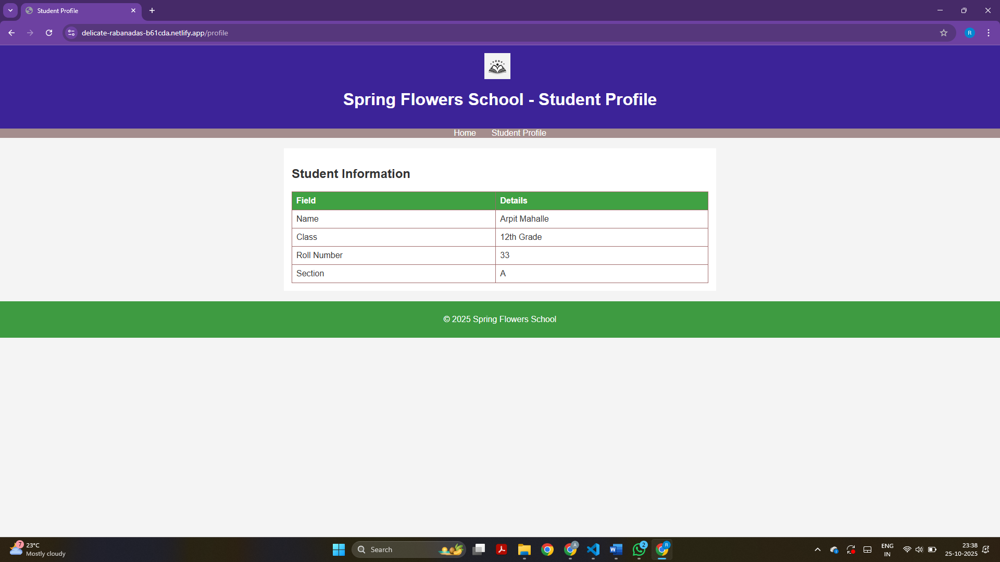 Student Profile
delicate-rabanadas-b61cda.netlify.app/profile
R
Spring Flowers School - Student Profile
Home Student Profile
Student Information
Field Details
Name Arpit Mahalle
Class 12th Grade
Roll Number 33
Section A
© 2025 Spring Flowers School
7
23°C
Mostly cloudy
Search
A
W
2
R
ENG
IN
23:38
25-10-2025